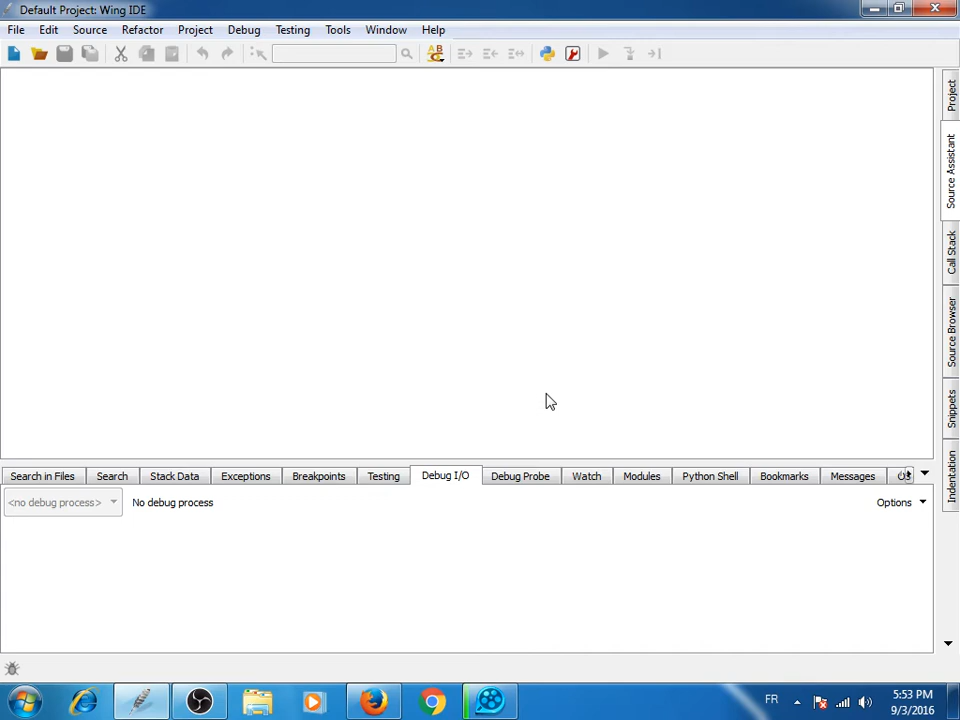 Default Project: Wing IDE
File Edit Source Refactor Project Debug Testing Tools Window Help
Project
Source Assistant
Call Stack
Source Browser
Snippets
Indentation
Search in Files Search Stack Data Exceptions Breakpoints Testing Debug I/O Debug Probe Watch Modules Python Shell Bookmarks Messages
<no debug process> No debug process Options
FR 5:53 PM
9/3/2016